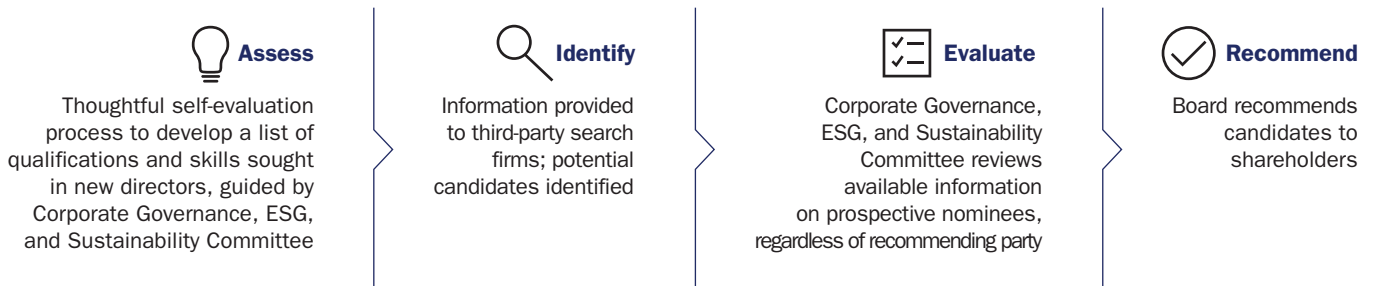 Assess
Thoughtful self-evaluation
process to develop a list of
qualifications and skills sought
in new directors, guided by
Corporate Governance, ESG,
and Sustainability Committee
Identify
Information provided
to third-party search
firms; potential
candidates identified
Evaluate
Corporate Governance,
ESG, and Sustainability
Committee reviews
available information
on prospective nominees,
regardless of recommending party
Recommend
Board recommends
candidates to
shareholders